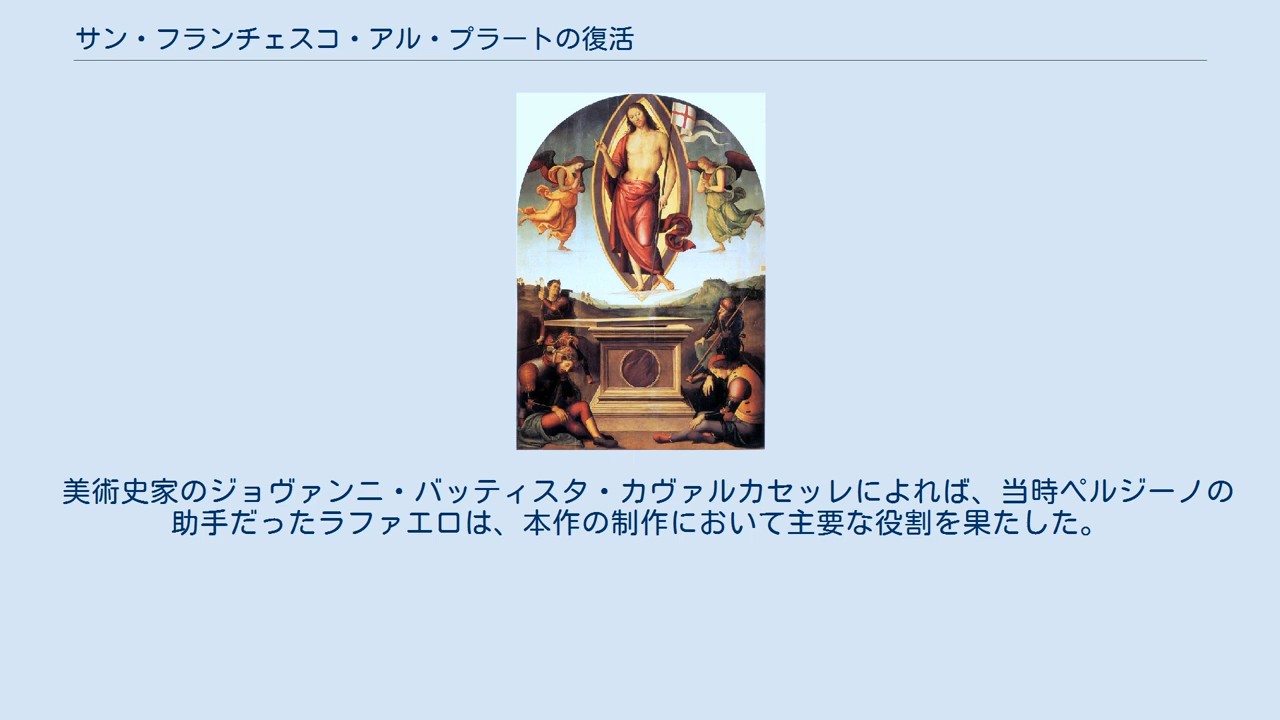 サン・フランチェスコ・アル・プラートの復活
美術史家のジョヴァンニ・バッティスタ・カヴァルカセッレによれば、当時ペルジーノの
助手だったラファエロは、本作の制作において主要な役割を果たした。